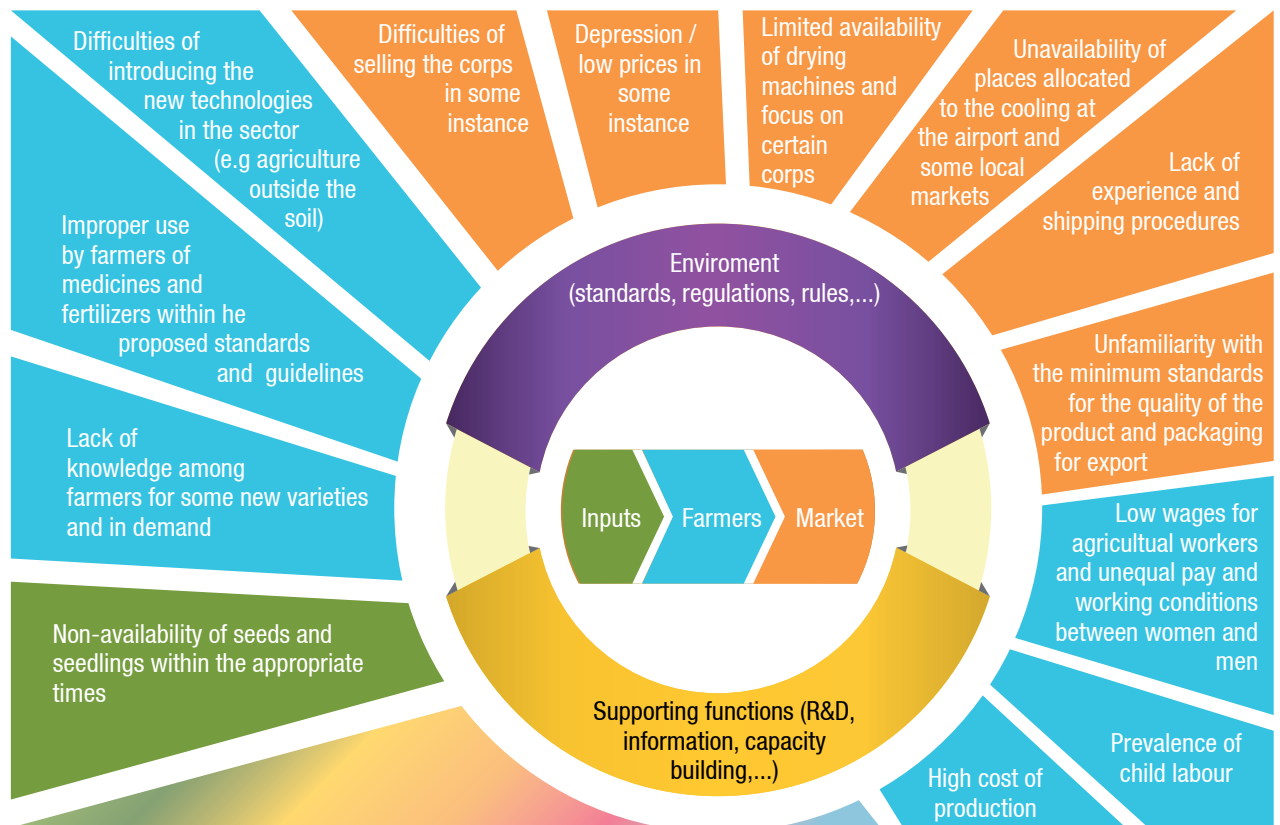 Difficulties of
introducing the
new technologies
in the sector
(e.g agriculture
outside the
soil)
Difficulties of
selling the corps
in some
instance
Depression /
low prices in
some
instance
Limited availability
of drying
machines and
focus on
certain
corps
Unavailability of
places allocated
to the cooling at
the airport and
some local
markets
Lack of
experience and
shipping procedures
Improper use
by farmers of
medicines and
fertilizers within he
proposed standards
and guidelines
Enviroment
(standards, regulations, rules,...)
Unfamiliarity with
the minimum standards
for the quality of the
product and packaging
for export
Lack of
knowledge among
farmers for some new varieties
and in demand
Inputs
Farmers
Market
Low wages for
agricultual workers
and unequal pay and
working conditions
between women and
men
Non-availability of seeds and
seedlings within the appropriate
times
Supporting functions (R&D,
information, capacity
building,...)
Prevalence of
child labour
High cost of
production